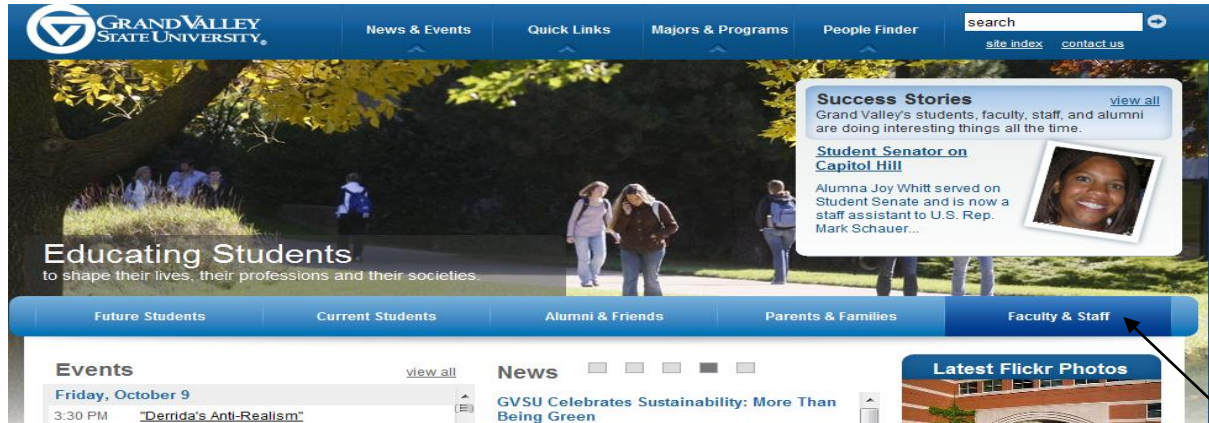 GRAND VALLEY
STATE UNIVERSITY®
News & Events
Quick Links
Majors & Programs
People Finder
search
site index contact us
Success Stories view all
Grand Valley's students, faculty, staff, and alumni
are doing interesting things all the time.
Student Senator on
Capitol Hill
Alumna Joy Whitt served on
Student Senate and is now a
staff assistant to U.S. Rep.
Mark Schauer...
Educating Students
to shape their lives, their professions and their societies.
Future Students
Current Students
Alumni & Friends
Parents & Families
Faculty & Staff
Events view all
Friday, October 9
3:30 PM "Derrida's Anti-Realism"
News
GVSU Celebrates Sustainability: More Than
Being Green
Latest Flickr Photos